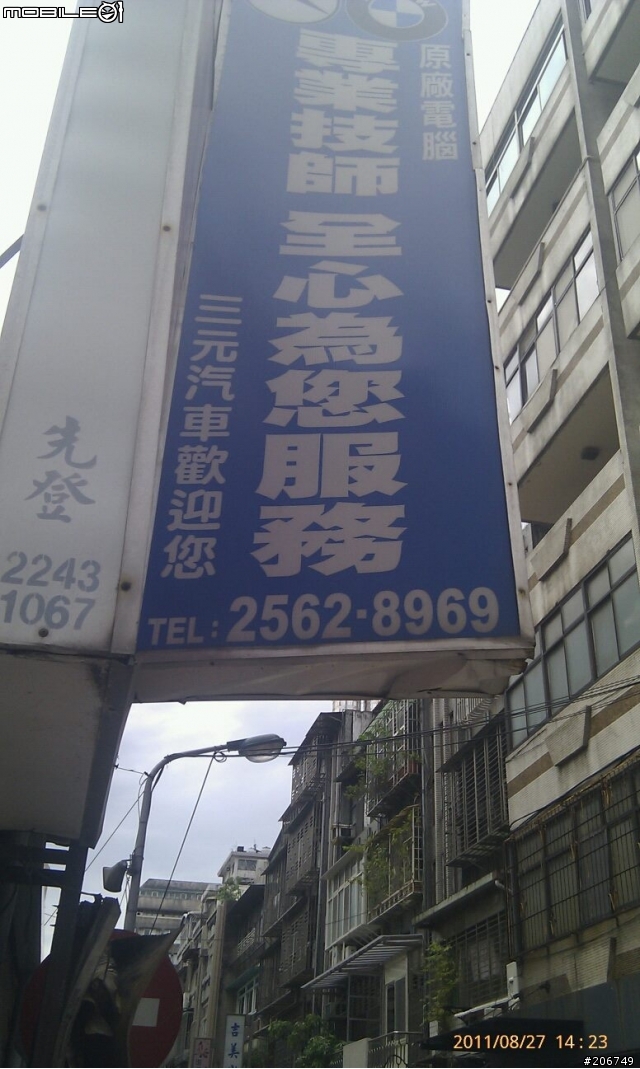 MOBILE01
原廠電腦
專業技師 全心為您服務
三元汽車歡迎您
TEL：2562-8969
先登
2243
1067
吉美
2011/08/27 14:23
#206749